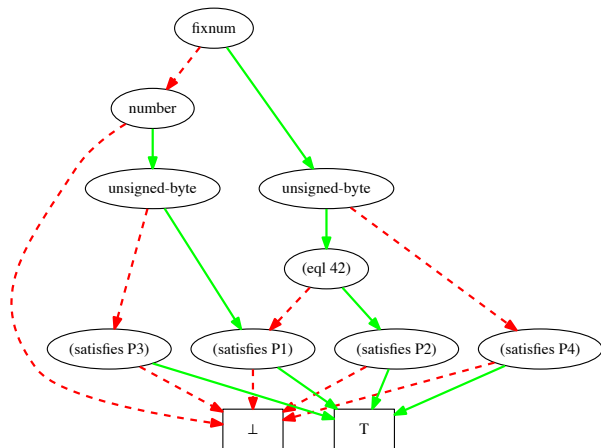 fixnum
number
unsigned-byte
unsigned-byte
(eql 42)
(satisfies P3)
(satisfies P1)
(satisfies P2)
(satisfies P4)
⊥
T